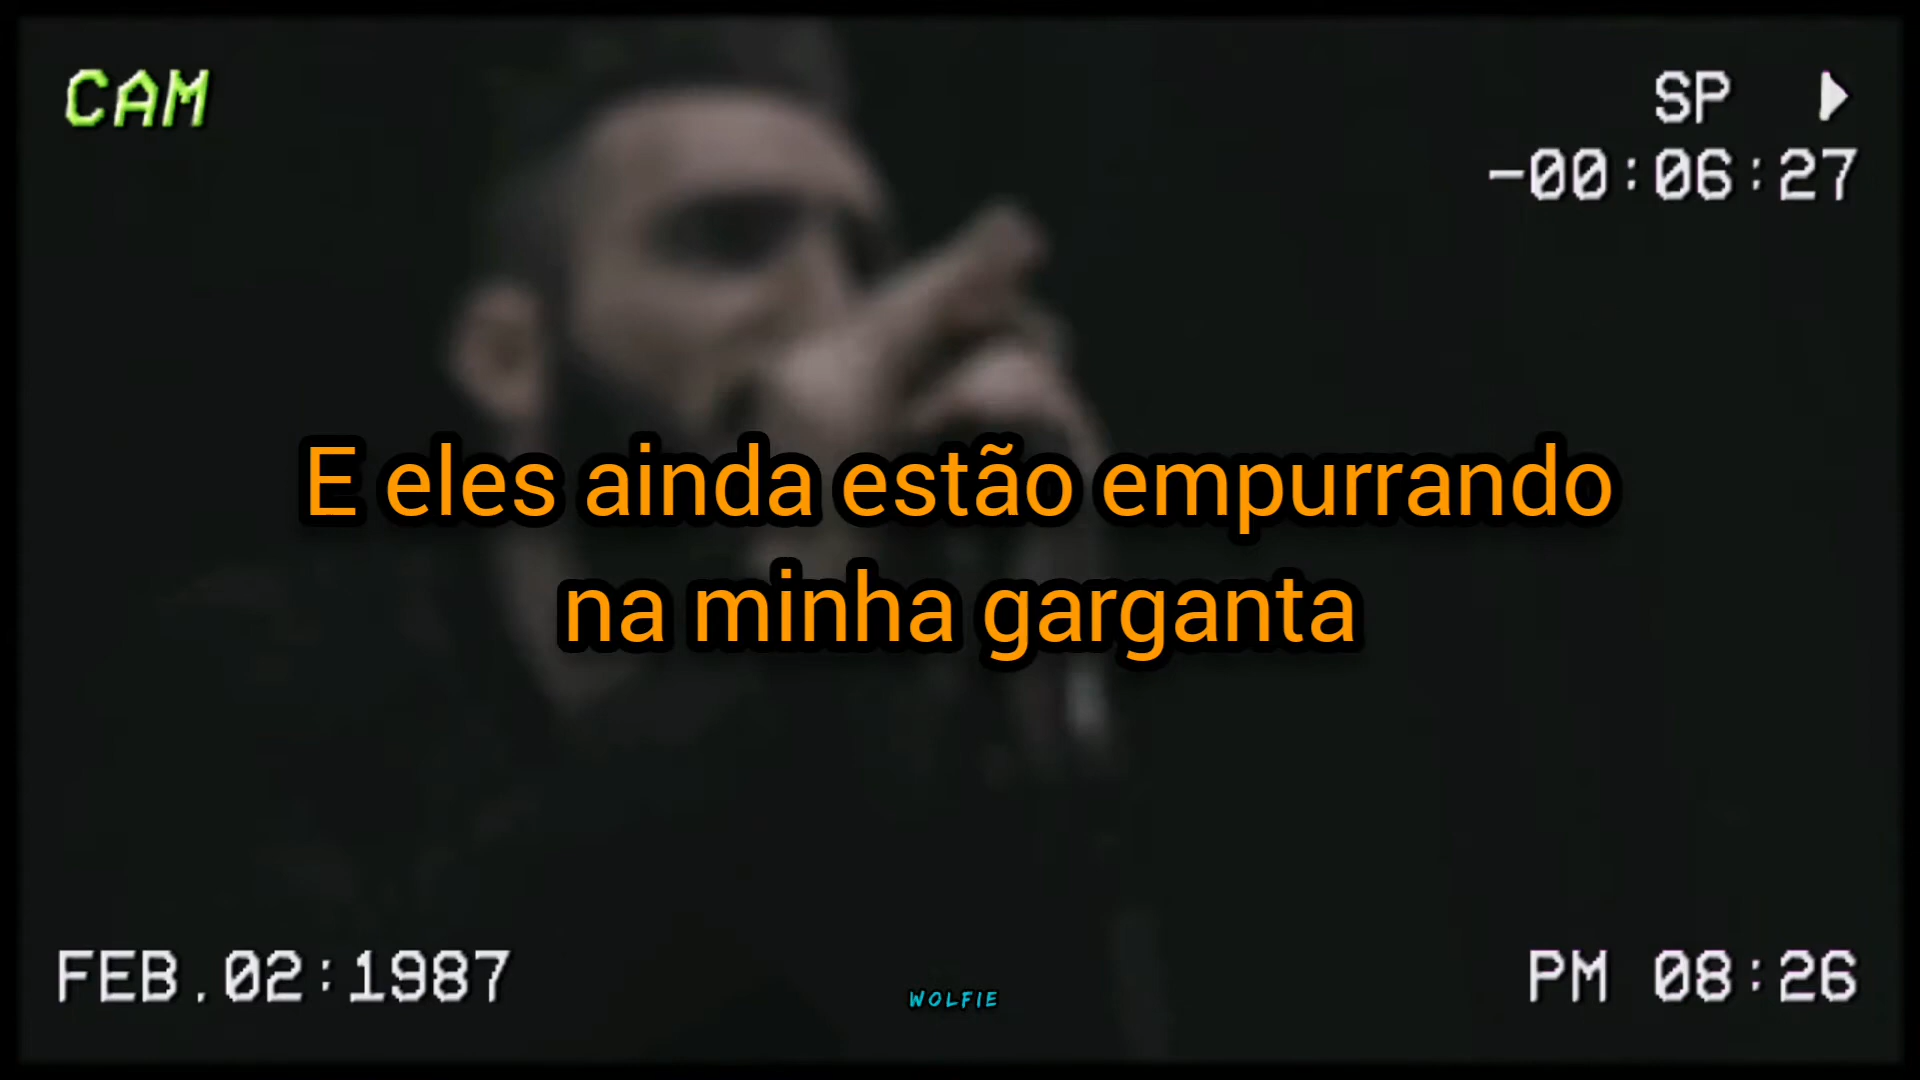 CAM
SP
-00:06:27
E eles ainda estão empurrando
na minha garganta
FEB.02:1987
WOLFIE
PM 08:26